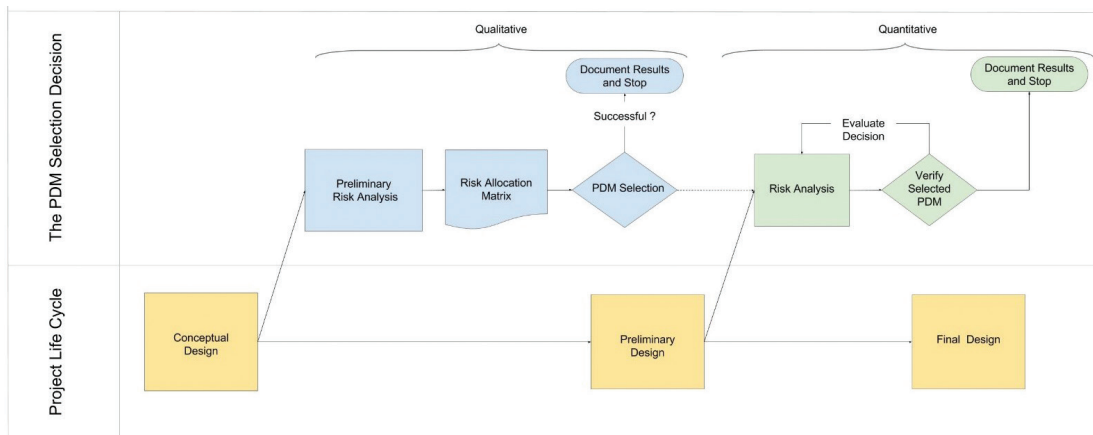 The PDM Selection Decision
Qualitative
Quantitative
Document Results
and Stop
Document Results
and Stop
Successful ?
Evaluate
Decision
Preliminary
Risk Analysis
Risk Allocation
Matrix
PDM Selection
Risk Analysis
Verify
Selected
PDM
Project Life Cycle
Conceptual
Design
Preliminary
Design
Final Design